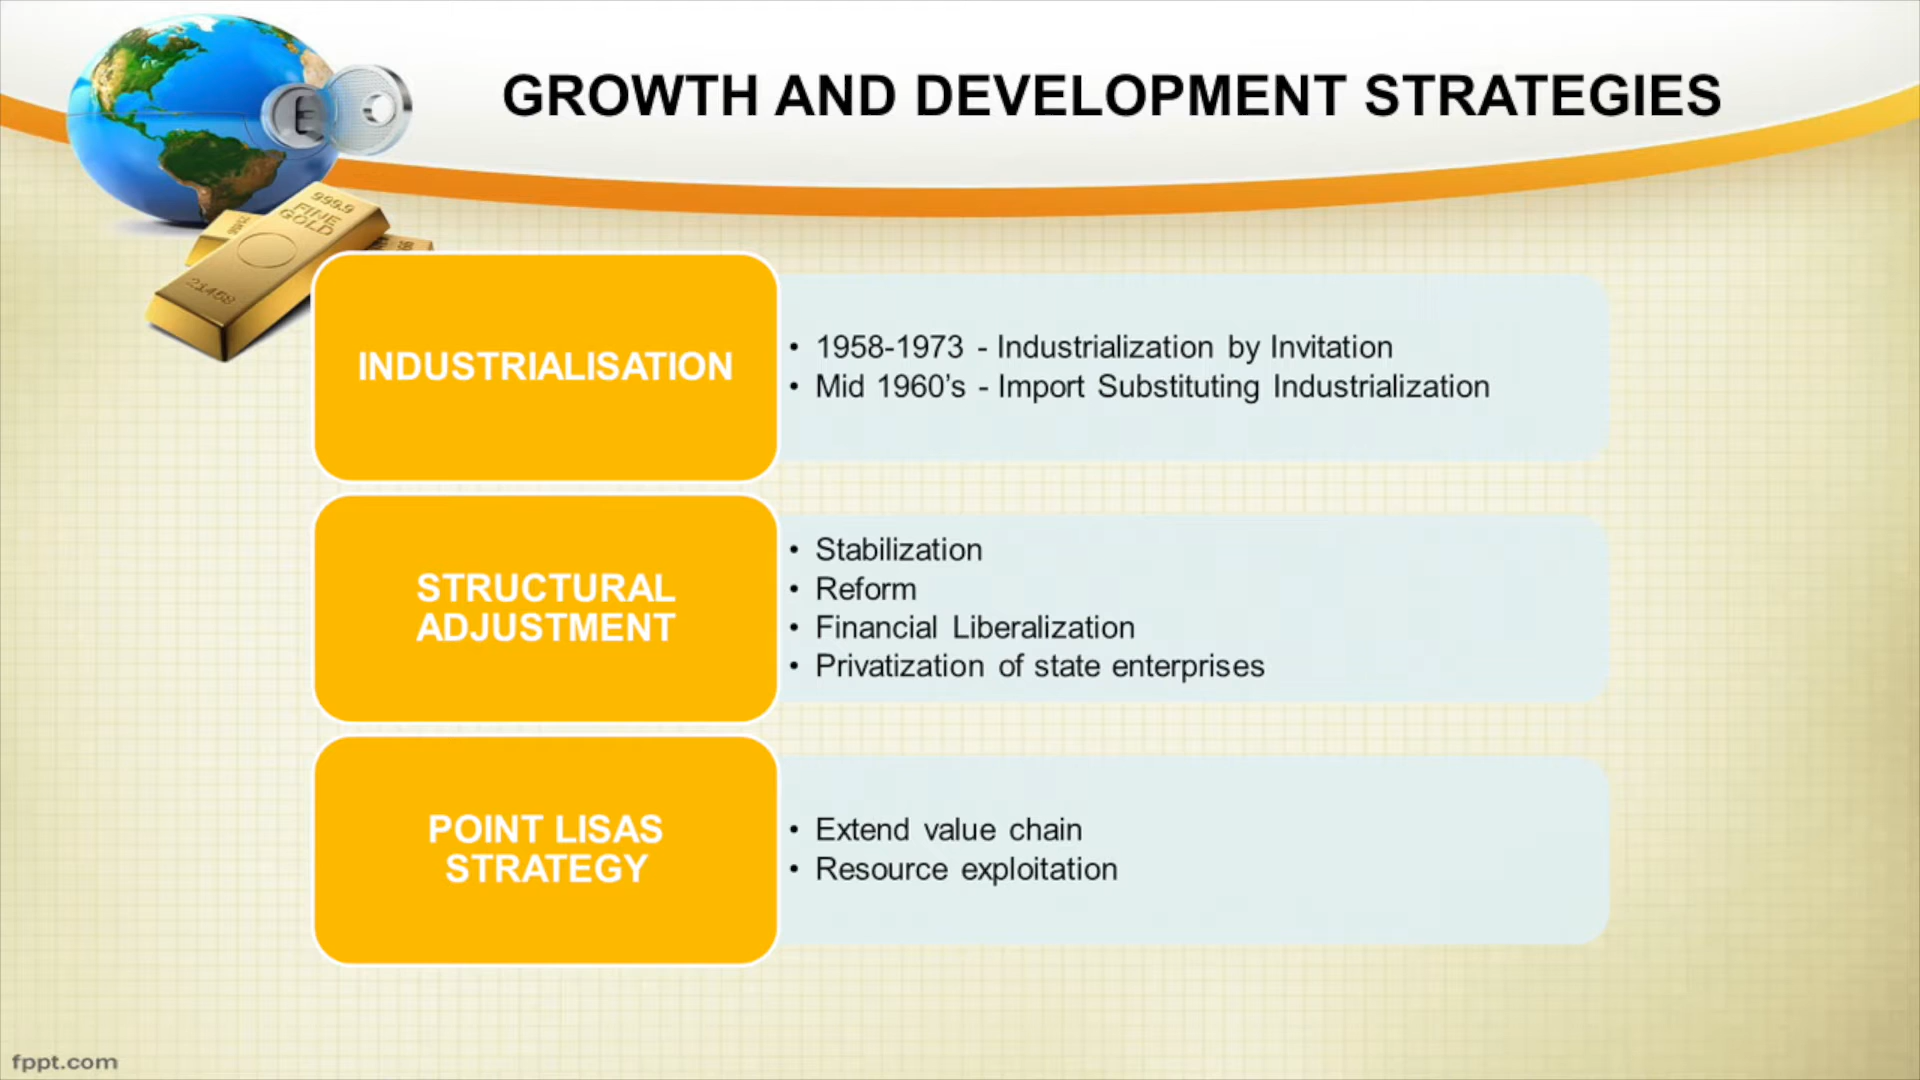 GROWTH AND DEVELOPMENT STRATEGIES
999.9
FINE
GOLD
21458
INDUSTRIALISATION
• 1958-1973 - Industrialization by Invitation
• Mid 1960’s - Import Substituting Industrialization
STRUCTURAL
ADJUSTMENT
• Stabilization
• Reform
• Financial Liberalization
• Privatization of state enterprises
POINT LISAS
STRATEGY
• Extend value chain
• Resource exploitation
fppt.com